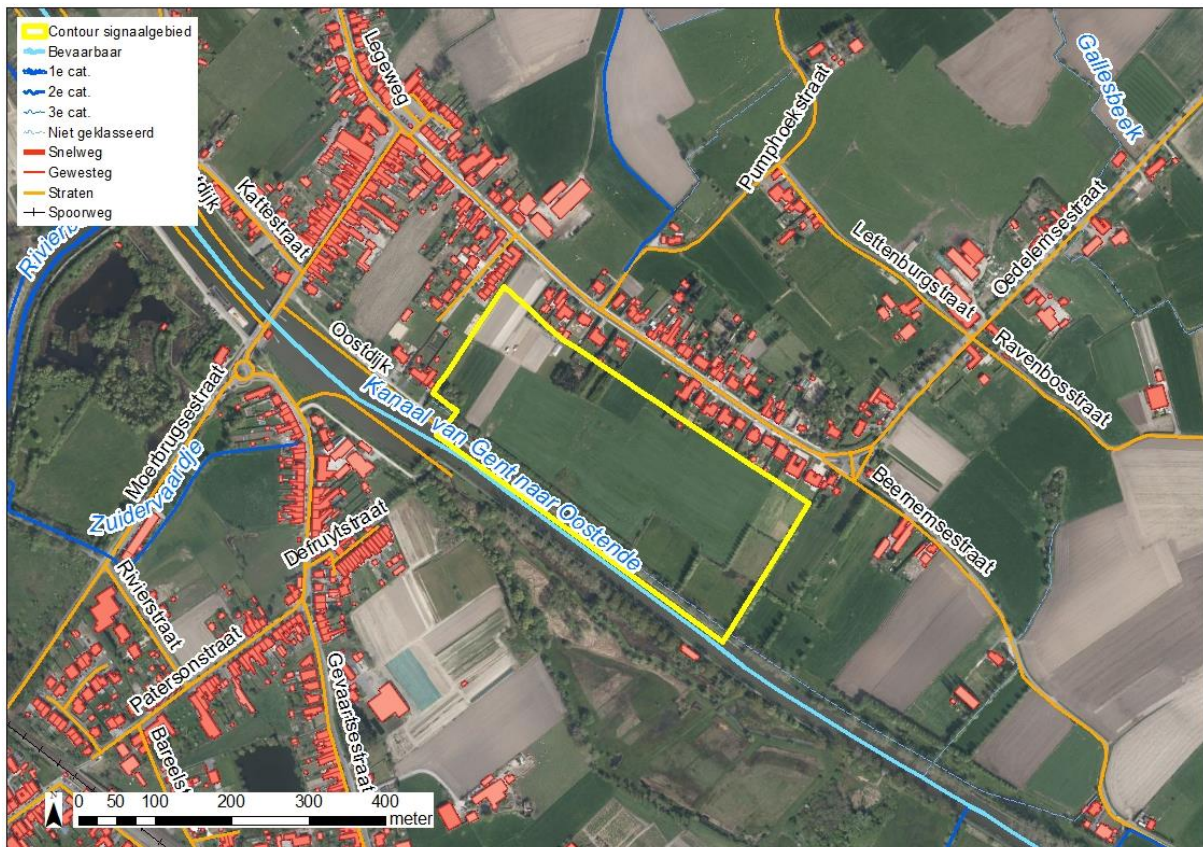 Contour signaalgebied
Bevaarbaar
1e cat.
2e cat.
3e cat.
Niet geklasseerd
Snelweg
Gewesteg
Straten
Spoorweg
Legeweg
Kattestraat
Pumphoekstraat
Gallesbeek
Lettenburgstraat
Oedelemsestraat
Ravenbosstraat
Oostdijk
Kanaal van Gent naar Oostende
Moerbrugsestraat
Zuidervaardje
Beernemsestraat
Defruytstraat
Rivierstraat
Patersonstraat
Gevaartsestraat
N
0 50 100 200 300 400
meter